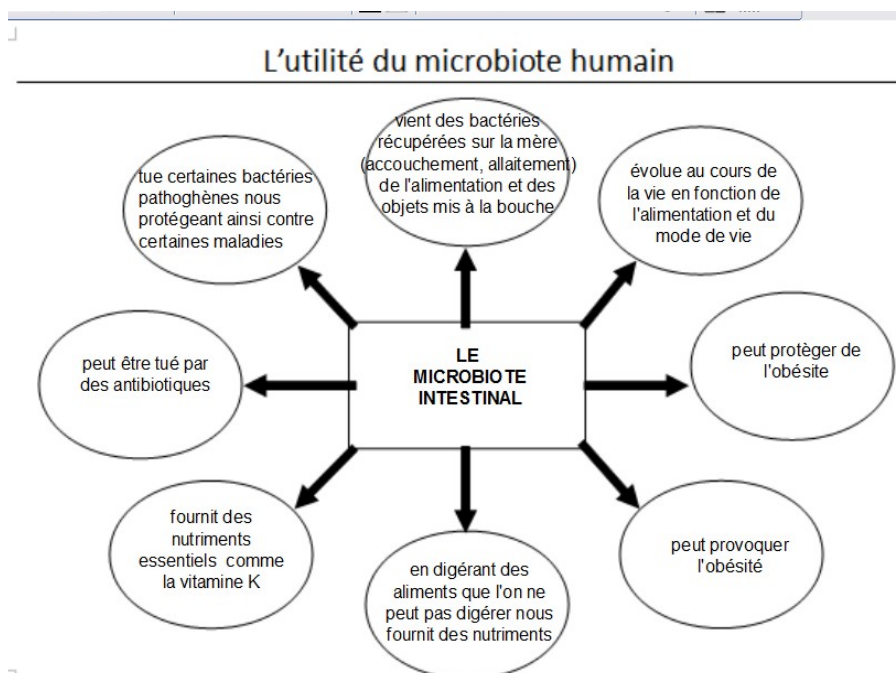 L'utilité du microbiote humain
vient des bactéries
récupérées sur la mère
(accouchement, allaitement)
de l'alimentation et des
objets mis à la bouche
tue certaines bactéries
pathoghènes nous
protégeant ainsi contre
certaines maladies
évolue au cours de
la vie en fonction de
l'alimentation et du
mode de vie
peut être tué par
des antibiotiques
LE
MICROBIOTE
INTESTINAL
peut protèger de
l'obésite
fournit des
nutriments
essentiels comme
la vitamine K
en digérant des
aliments que l'on ne
peut pas digérer nous
fournit des nutriments
peut provoquer
l'obésité